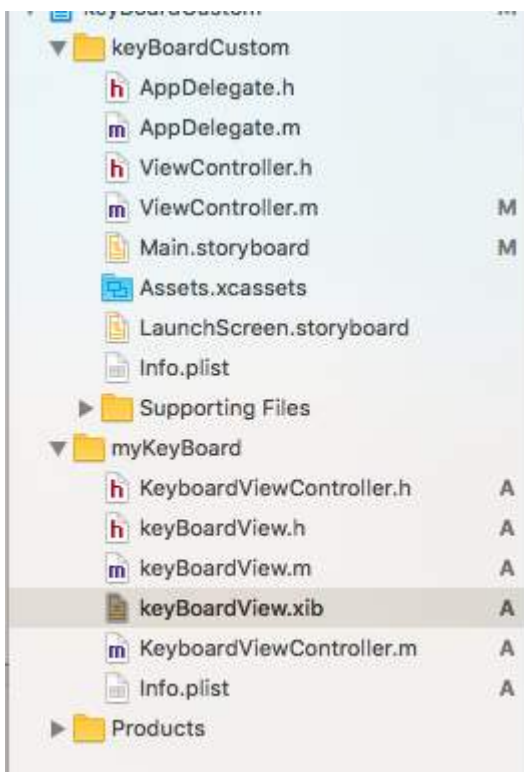 keyBoardCustom M
keyBoardCustom
h AppDelegate.h
m AppDelegate.m
h ViewController.h
m ViewController.m M
Main.storyboard M
Assets.xcassets
LaunchScreen.storyboard
Info.plist
Supporting Files
myKeyBoard
h KeyboardViewController.h A
h keyBoardView.h A
m keyBoardView.m A
keyBoardView.xib A
m KeyboardViewController.m A
Info.plist A
Products